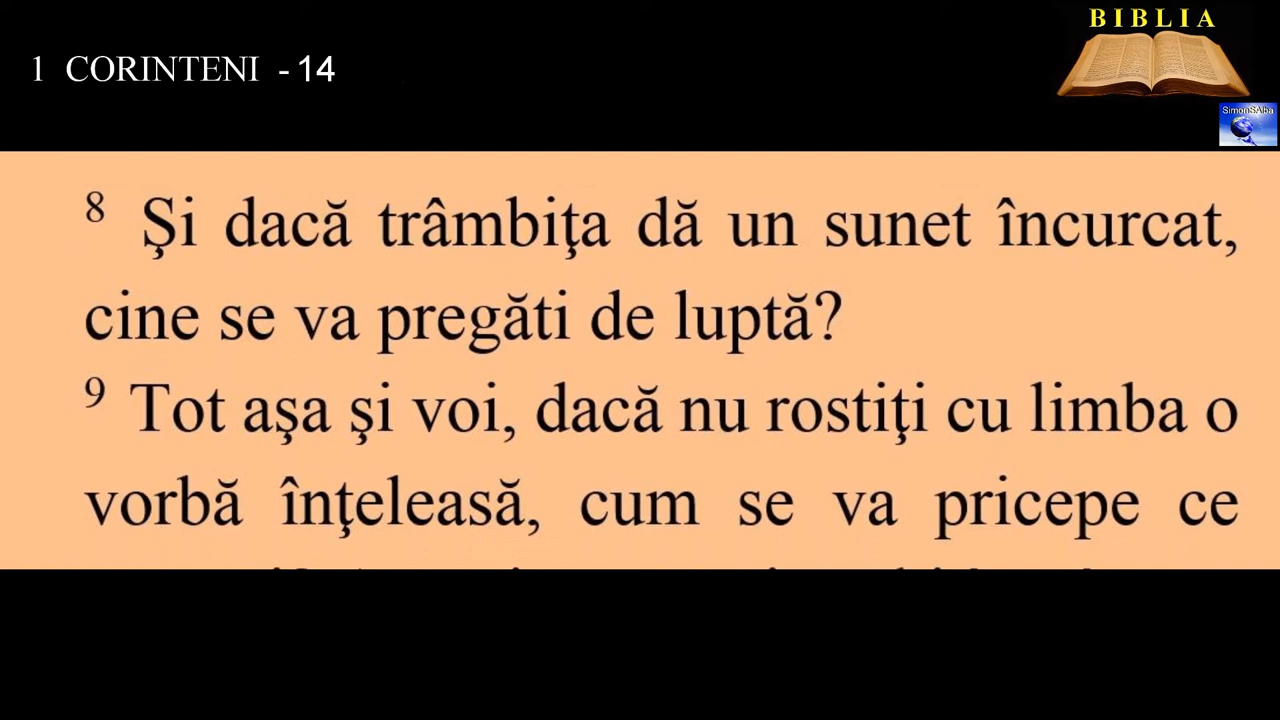 BIBLIA
1 CORINTENI - 14
SimonSAlba
8 Şi dacă trâmbiţa dă un sunet încurcat,
cine se va pregăti de luptă?
9 Tot aşa şi voi, dacă nu rostiţi cu limba o
vorbă înţeleasă, cum se va pricepe ce